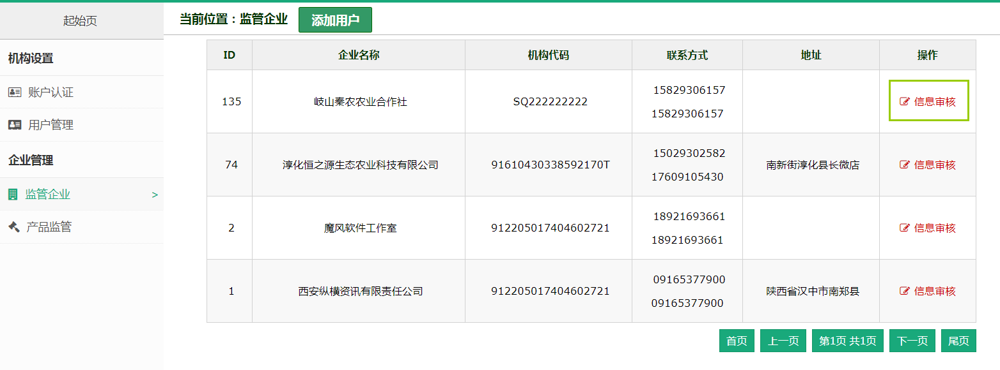 起始页
机构设置
账户认证
用户管理
企业管理
监管企业 >
产品监管
当前位置：监管企业 添加用户
ID 企业名称 机构代码 联系方式 地址 操作
135 岐山秦农农业合作社 SQ222222222 15829306157 信息审核
15829306157
74 淳化恒之源生态农业科技有限公司 91610430338592170T 15029302582 南新街淳化县长微店 信息审核
17609105430
2 魔风软件工作室 912205017404602721 18921693661 信息审核
18921693661
1 西安纵横资讯有限责任公司 912205017404602721 09165377900 陕西省汉中市南郑县 信息审核
09165377900
首页 上一页 第1页 共1页 下一页 尾页